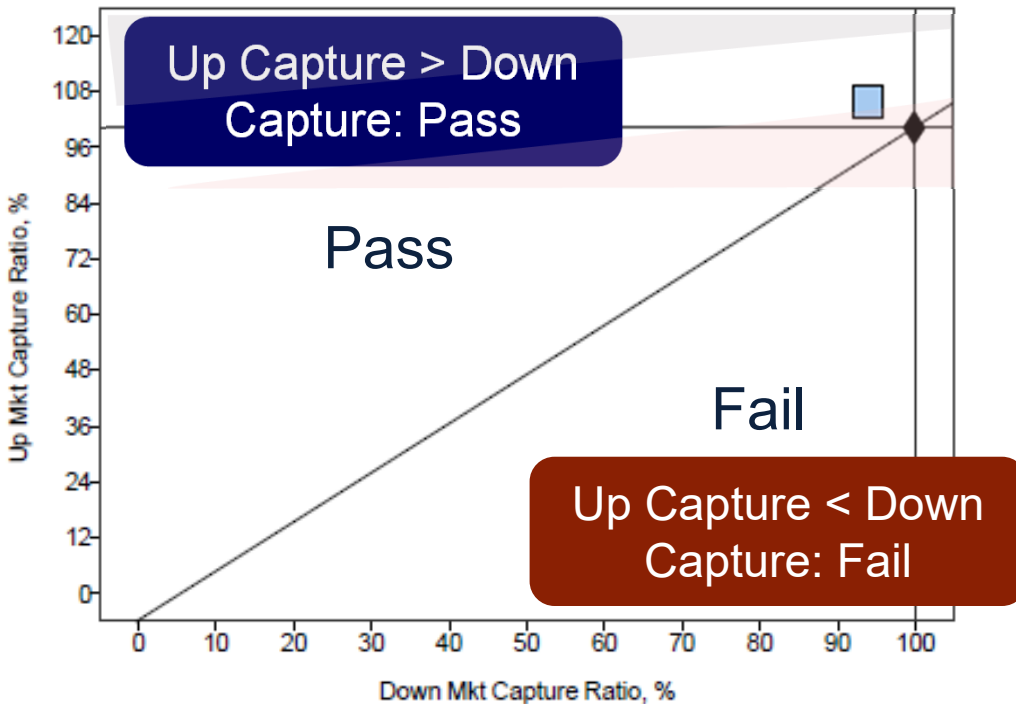 120
Up Capture > Down
Capture: Pass
108
96
84
Pass
72
60
48
Fail
36
24
Up Capture < Down
Capture: Fail
12
0
0 10 20 30 40 50 60 70 80 90 100
Down Mkt Capture Ratio, %
Up Mkt Capture Ratio, %